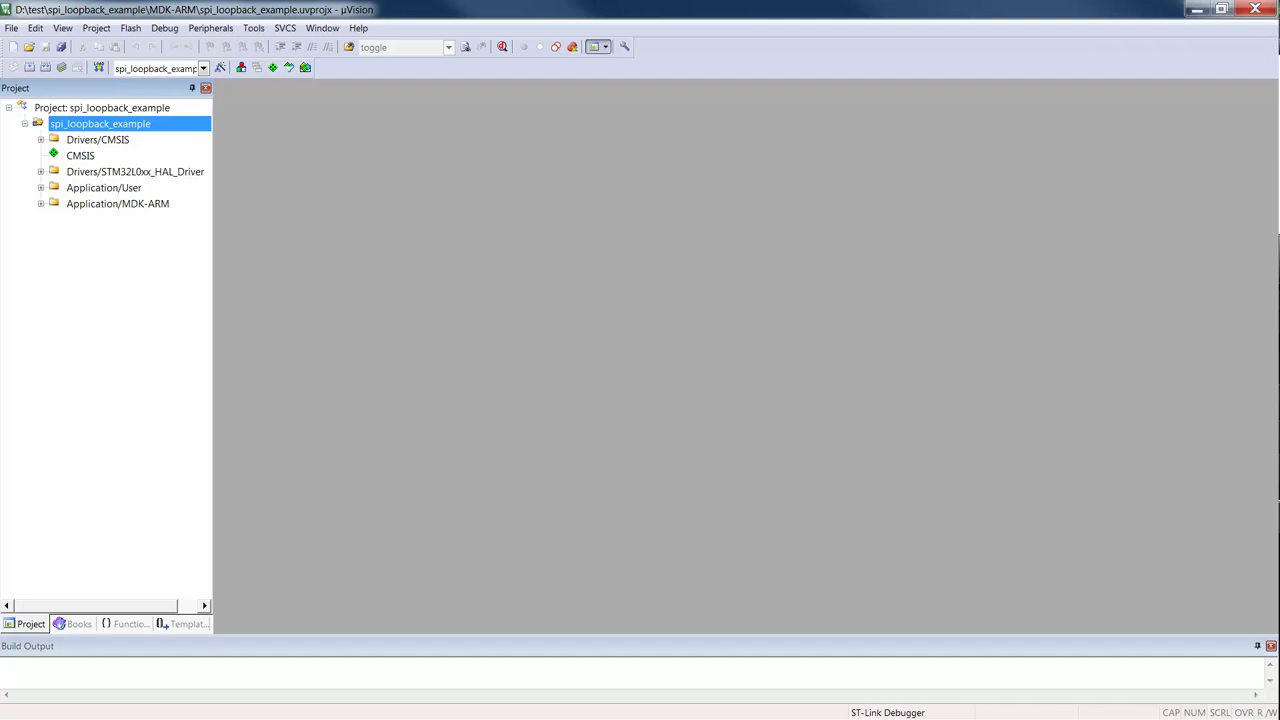 D:\test\spi_loopback_example\MDK-ARM\spi_loopback_example.uvprojx - µVision
File Edit View Project Flash Debug Peripherals Tools SVCS Window Help
toggle
spi_loopback_examp
Project
Project: spi_loopback_example
spi_loopback_example
Drivers/CMSIS
CMSIS
Drivers/STM32L0xx_HAL_Driver
Application/User
Application/MDK-ARM
Project Books {} Functio... Templat...
Build Output
ST-Link Debugger CAP NUM SCRL OVR R /W